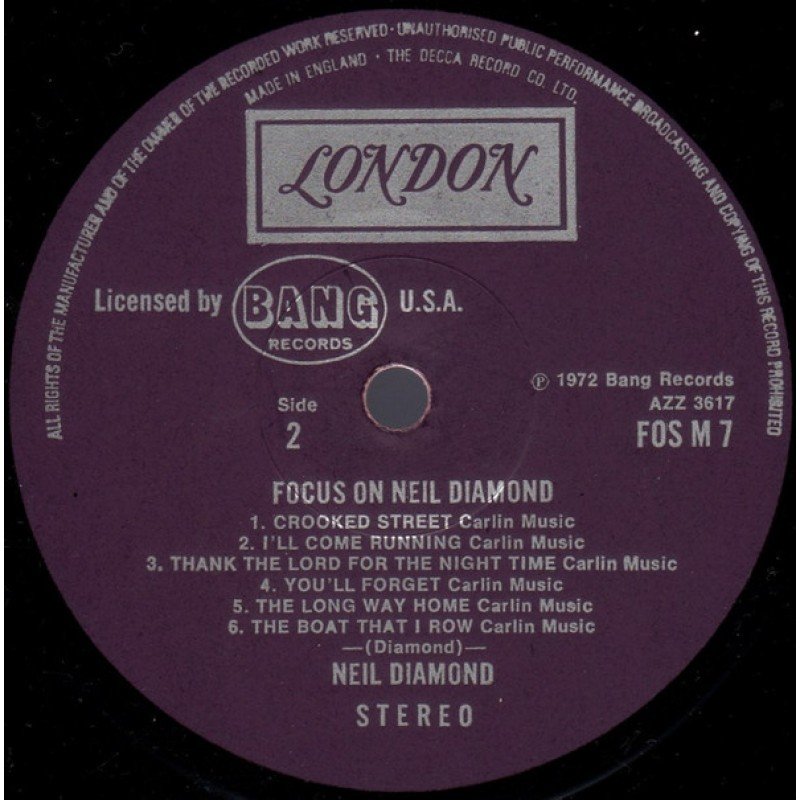 ALL RIGHTS OF THE MANUFACTURER AND OF THE OWNER OF THE RECORDED WORK RESERVED · UNAUTHORISED PUBLIC PERFORMANCE BROADCASTING AND COPYING OF THIS RECORD PROHIBITED
MADE IN ENGLAND · THE DECCA RECORD CO. LTD.
LONDON
Licensed by BANG RECORDS U.S.A.
℗ 1972 Bang Records
Side
AZZ 3617
2
FOS M 7
FOCUS ON NEIL DIAMOND
1. CROOKED STREET Carlin Music
2. I'LL COME RUNNING Carlin Music
3. THANK THE LORD FOR THE NIGHT TIME Carlin Music
4. YOU'LL FORGET Carlin Music
5. THE LONG WAY HOME Carlin Music
6. THE BOAT THAT I ROW Carlin Music
—(Diamond)—
NEIL DIAMOND
STEREO